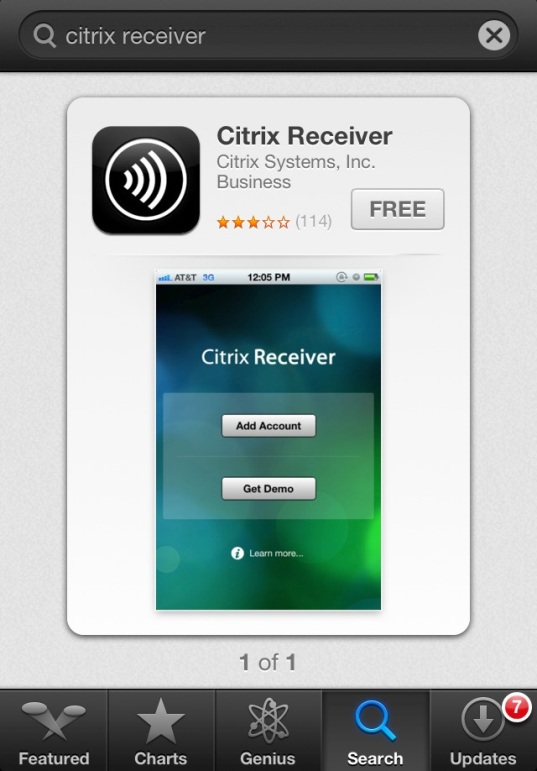 citrix receiver
Citrix Receiver
Citrix Systems, Inc.
Business
(114)
FREE
AT&T 3G 12:05 PM
Citrix Receiver
Add Account
Get Demo
i Learn more...
1 of 1
7
Featured Charts Genius Search Updates